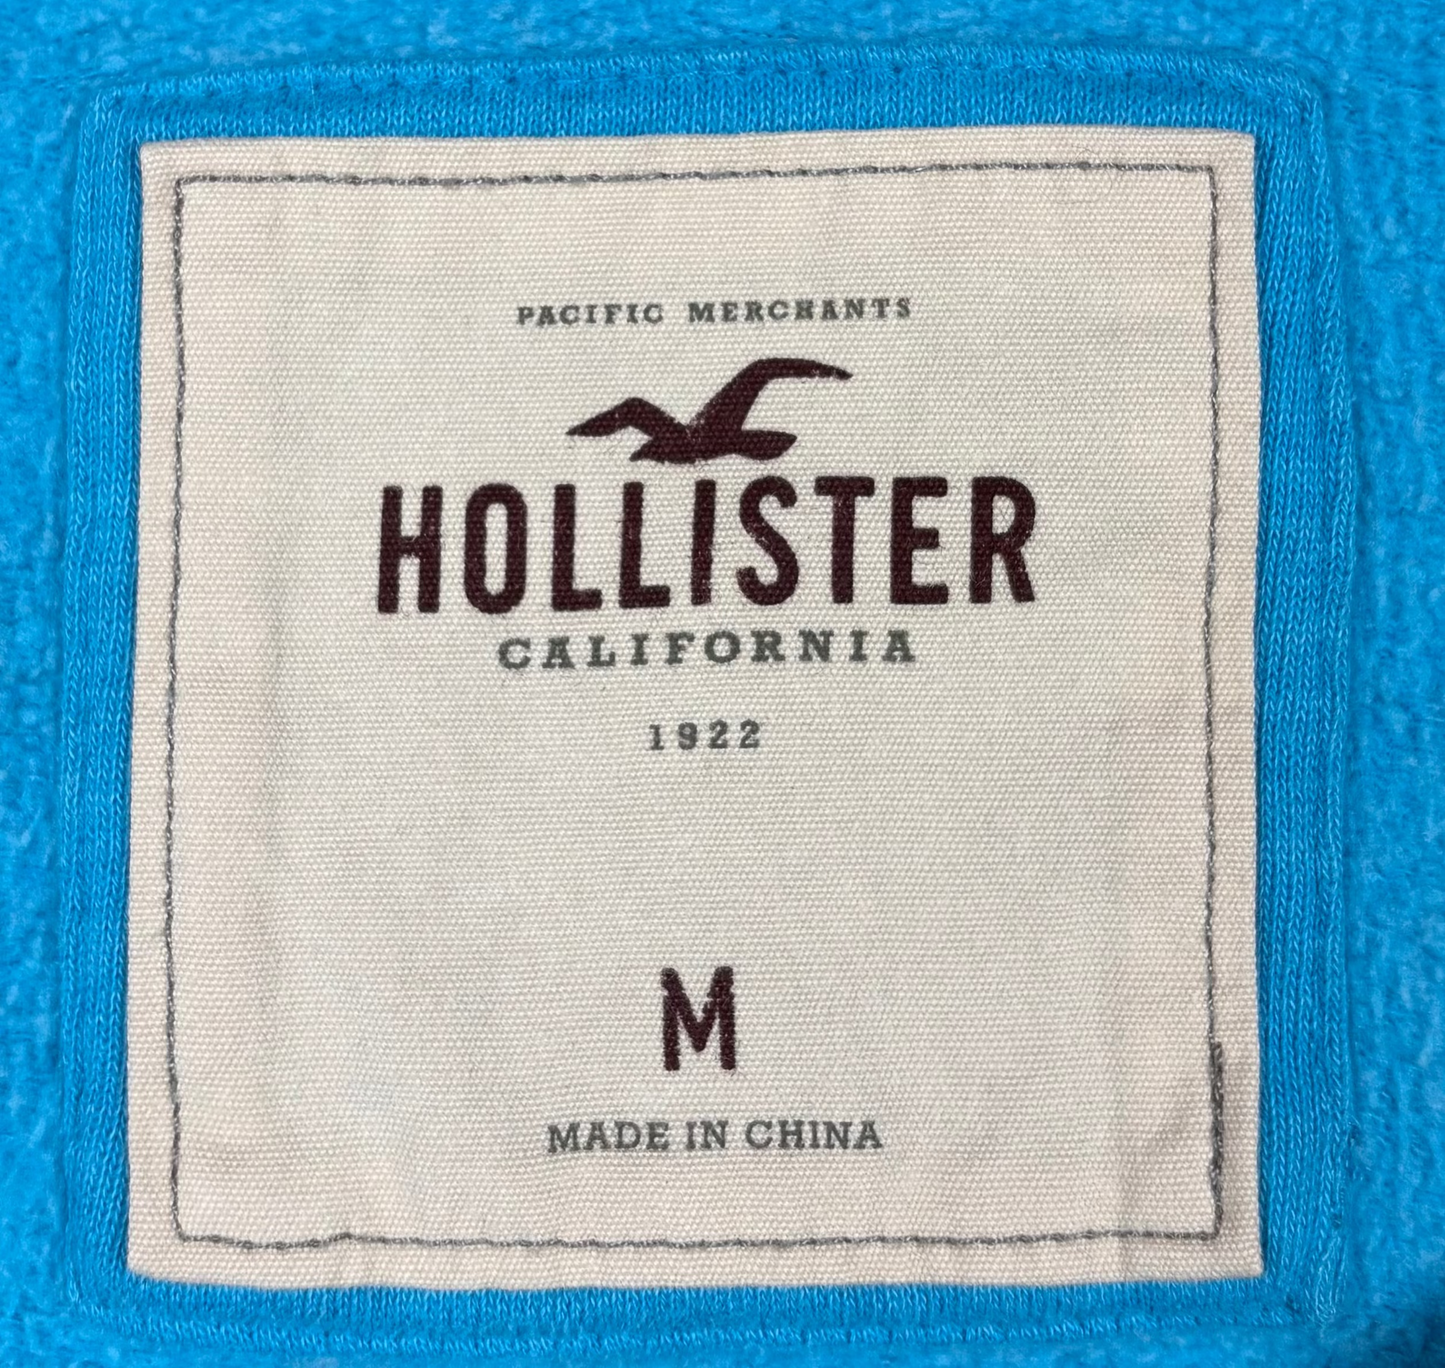 PACIFIC MERCHANTS
HOLLISTER
CALIFORNIA
1922
M
MADE IN CHINA